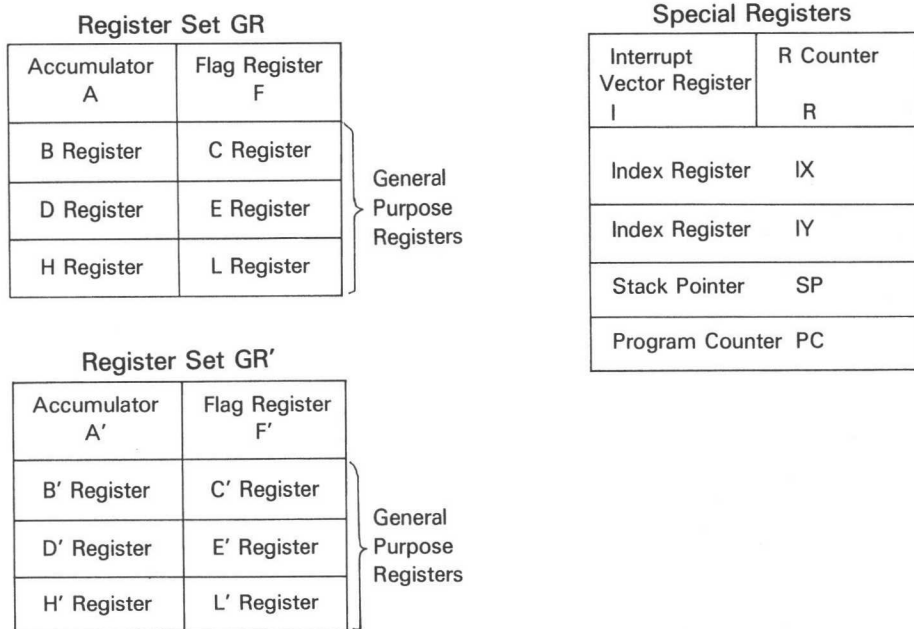 Register Set GR
Accumulator
A
Flag Register
F
B Register
C Register
D Register
E Register
H Register
L Register
General
Purpose
Registers
Special Registers
Interrupt
Vector Register
I
R Counter
R
Index Register IX
Index Register IY
Stack Pointer SP
Program Counter PC
Register Set GR′
Accumulator
A′
Flag Register
F′
B′ Register
C′ Register
D′ Register
E′ Register
H′ Register
L′ Register
General
Purpose
Registers